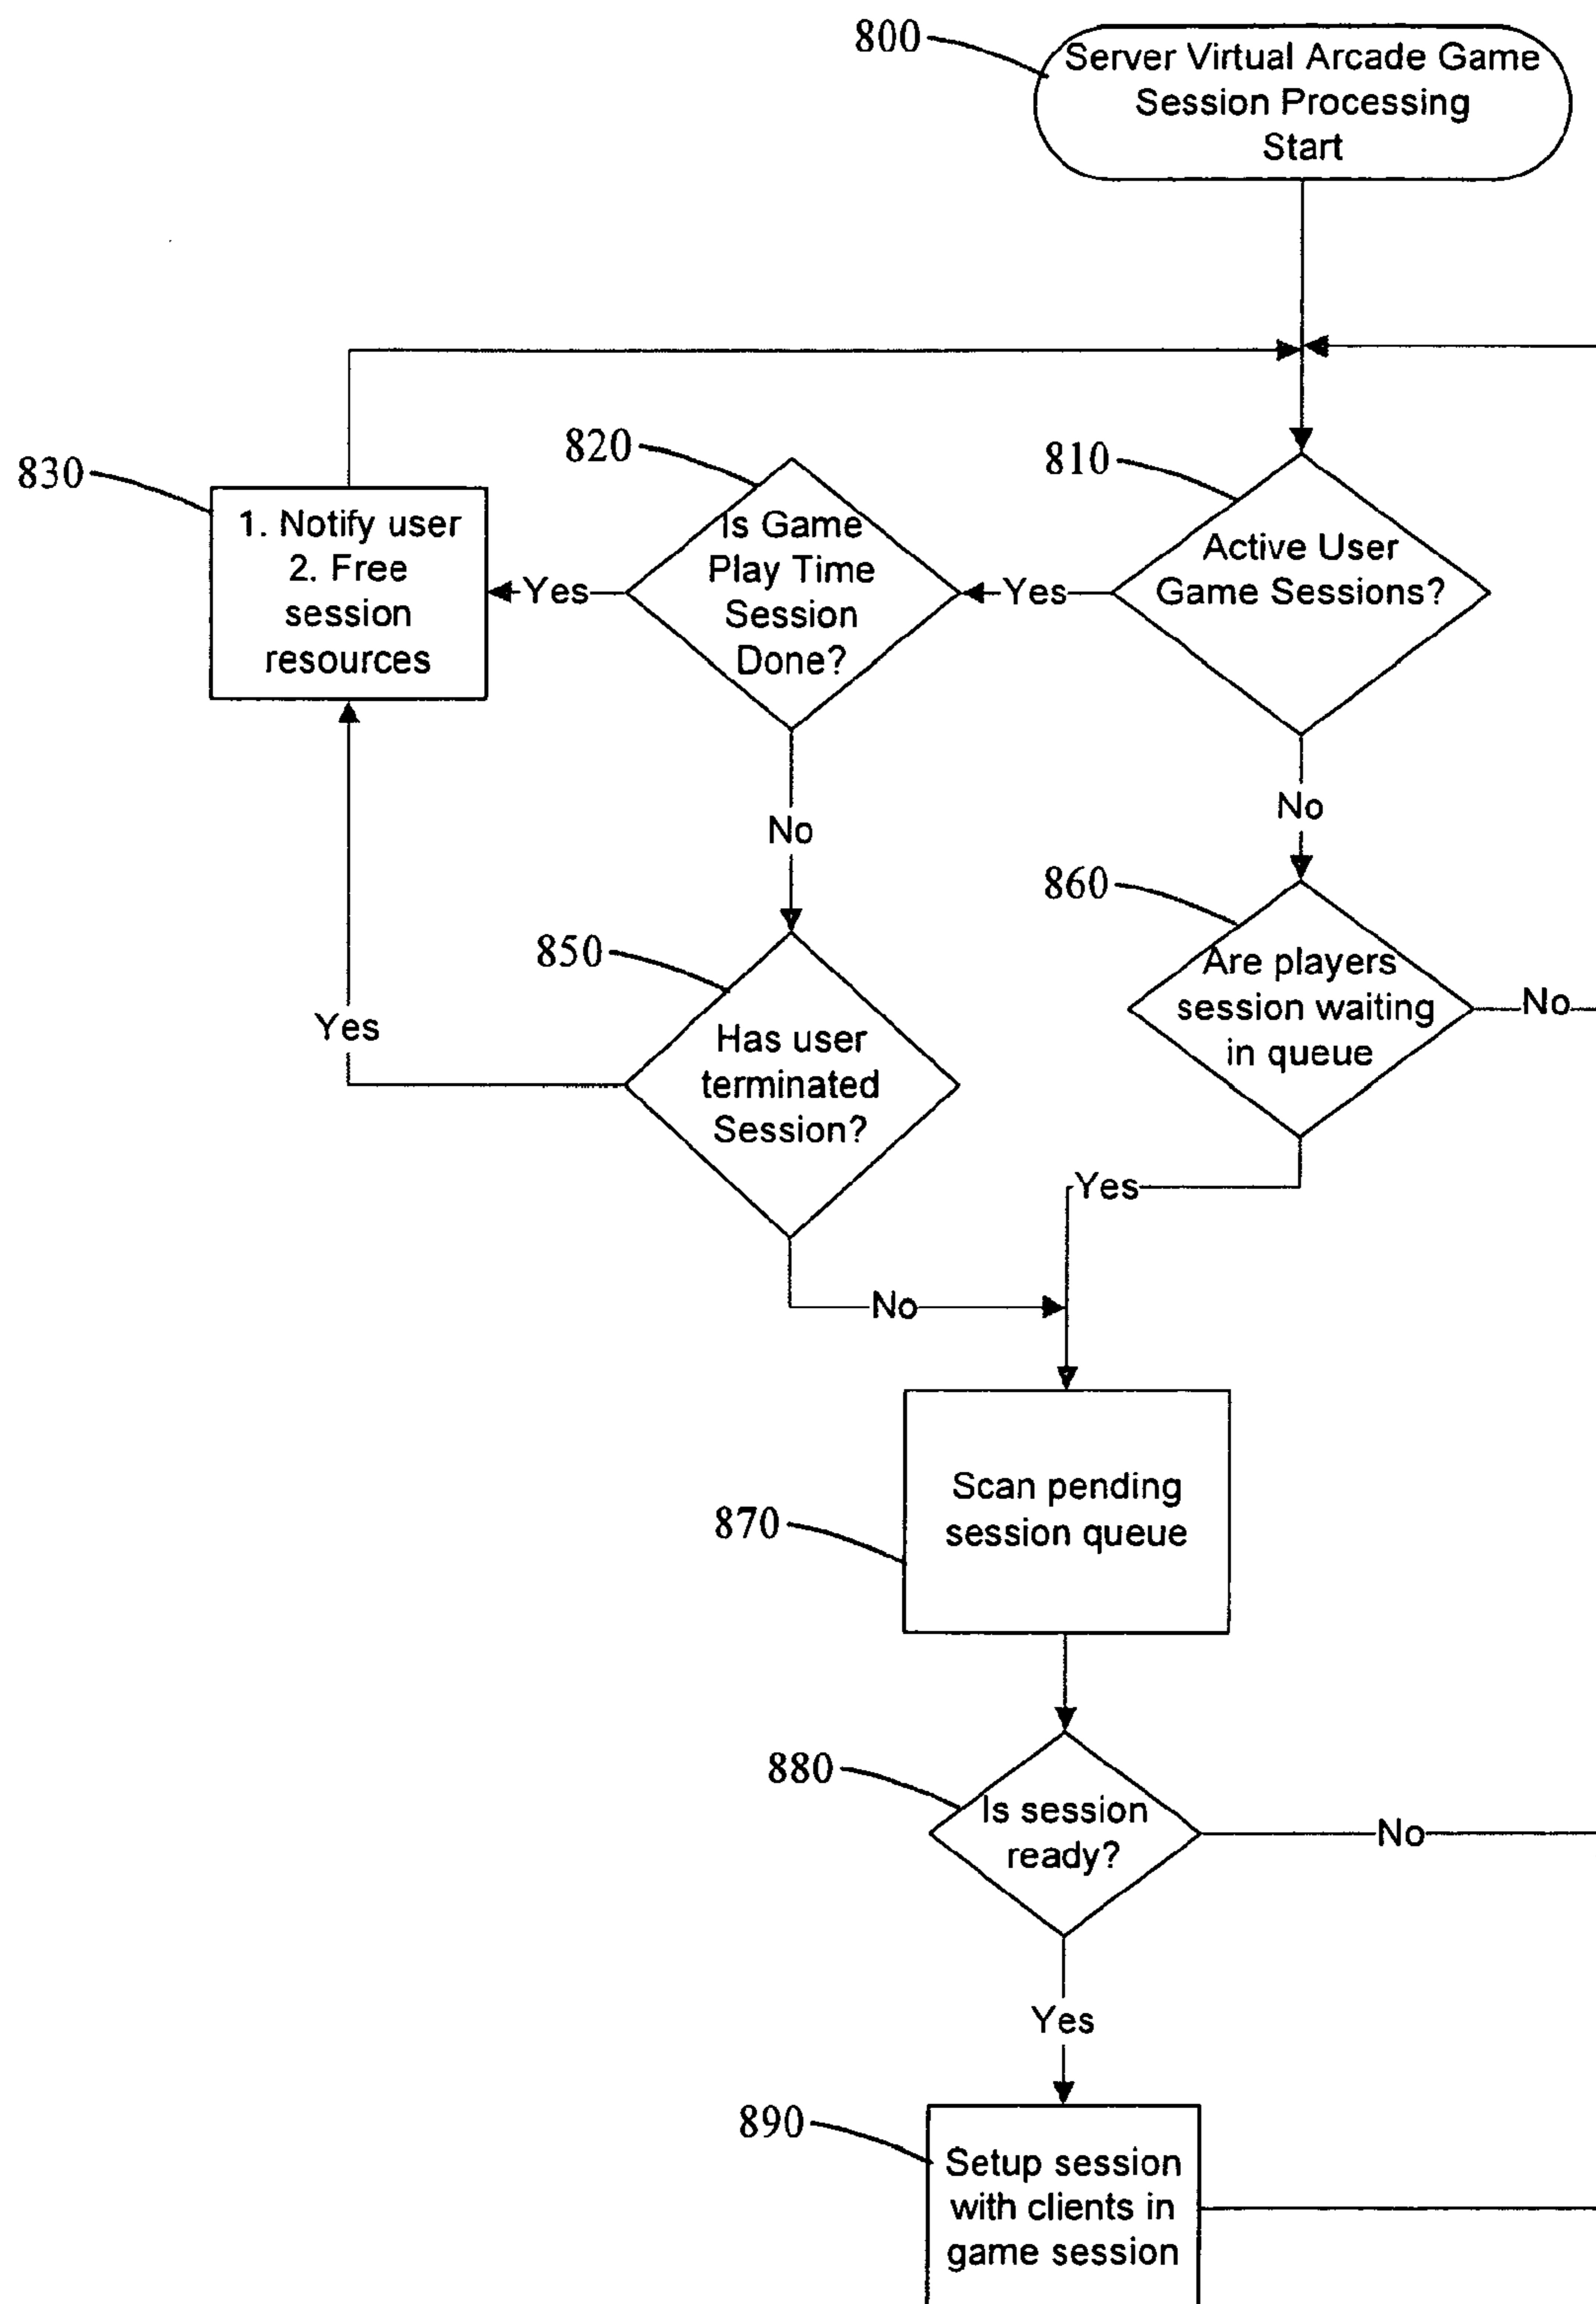 800
Server Virtual Arcade Game
Session Processing
Start
830
1. Notify user
2. Free
session
resources
Yes
820
Is Game
Play Time
Session
Done?
Yes
810
Active User
Game Sessions?
No
No
860
Are players
session waiting
in queue
No
850
Has user
terminated
Session?
Yes
Yes
No
870
Scan pending
session queue
880
Is session
ready?
No
Yes
890
Setup session
with clients in
game session